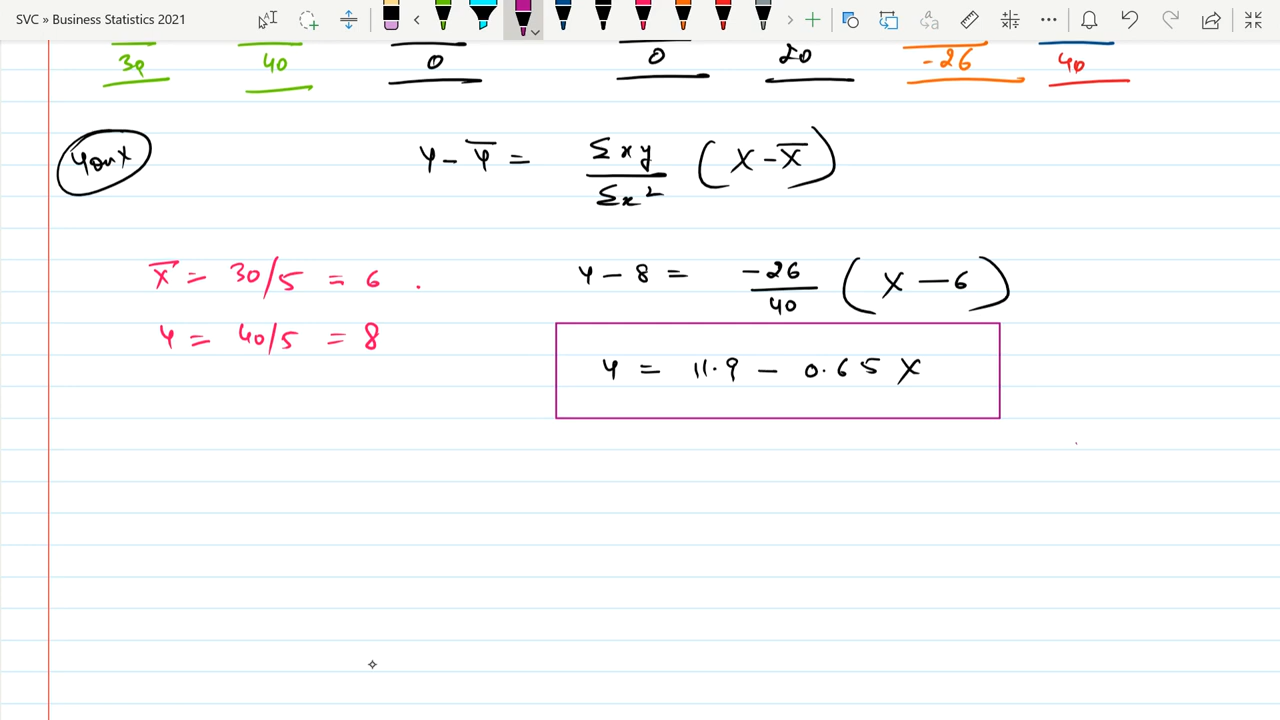 SVC » Business Statistics 2021
30 40 0 0 20 -26 40
Y on X Y - Y̅ = Σxy / Σx² (X - X̅)
X̅ = 30/5 = 6 . Y - 8 = -26 / 40 (X - 6)
Y = 40/5 = 8
Y = 11.9 - 0.65 X